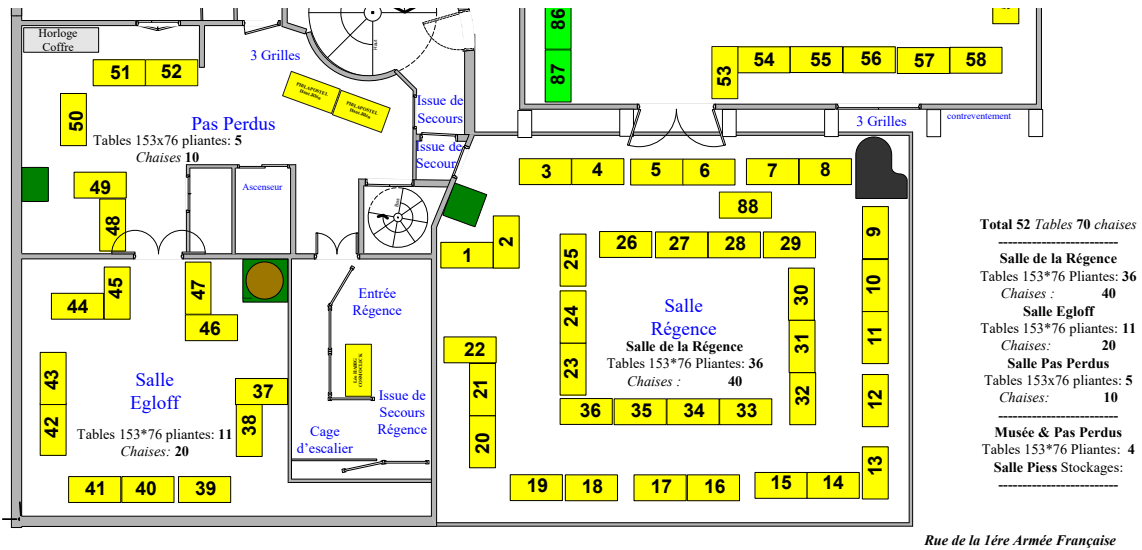 Horloge
Coffre
3 Grilles
51
52
50
PHILAPOSTEL
PHILAPOSTEL
Issue de
Secours
Issue de
Secour
Pas Perdus
Tables 153x76 pliantes: 5
Chaises 10
Ascenseur
Haut
49
48
86
87
53
54
55
56
57
58
3 Grilles
contreventement
3
4
5
6
7
8
88
1
2
9
10
11
12
13
25
26
27
28
29
24
23
30
31
32
Salle
Régence
Salle de la Régence
Tables 153*76 Pliantes: 36
Chaises : 40
36
35
34
33
22
21
20
19
18
17
16
15
14
44
45
47
46
43
42
37
38
Salle
Egloff
Tables 153*76 pliantes: 11
Chaises: 20
41
40
39
Entrée
Régence
Issue de
Secours
Régence
Cage
d’escalier
Total 52 Tables 70 chaises
------------------------
Salle de la Régence
Tables 153*76 Pliantes: 36
Chaises : 40
Salle Egloff
Tables 153*76 pliantes: 11
Chaises: 20
Salle Pas Perdus
Tables 153x76 pliantes: 5
Chaises: 10
------------------------
Musée & Pas Perdus
Tables 153*76 Pliantes: 4
Salle Piess Stockages:
------------------------
Rue de la 1ére Armée Française